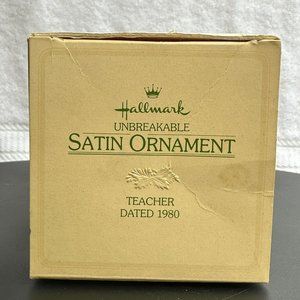 Hallmark
UNBREAKABLE
SATIN ORNAMENT
TEACHER
DATED 1980